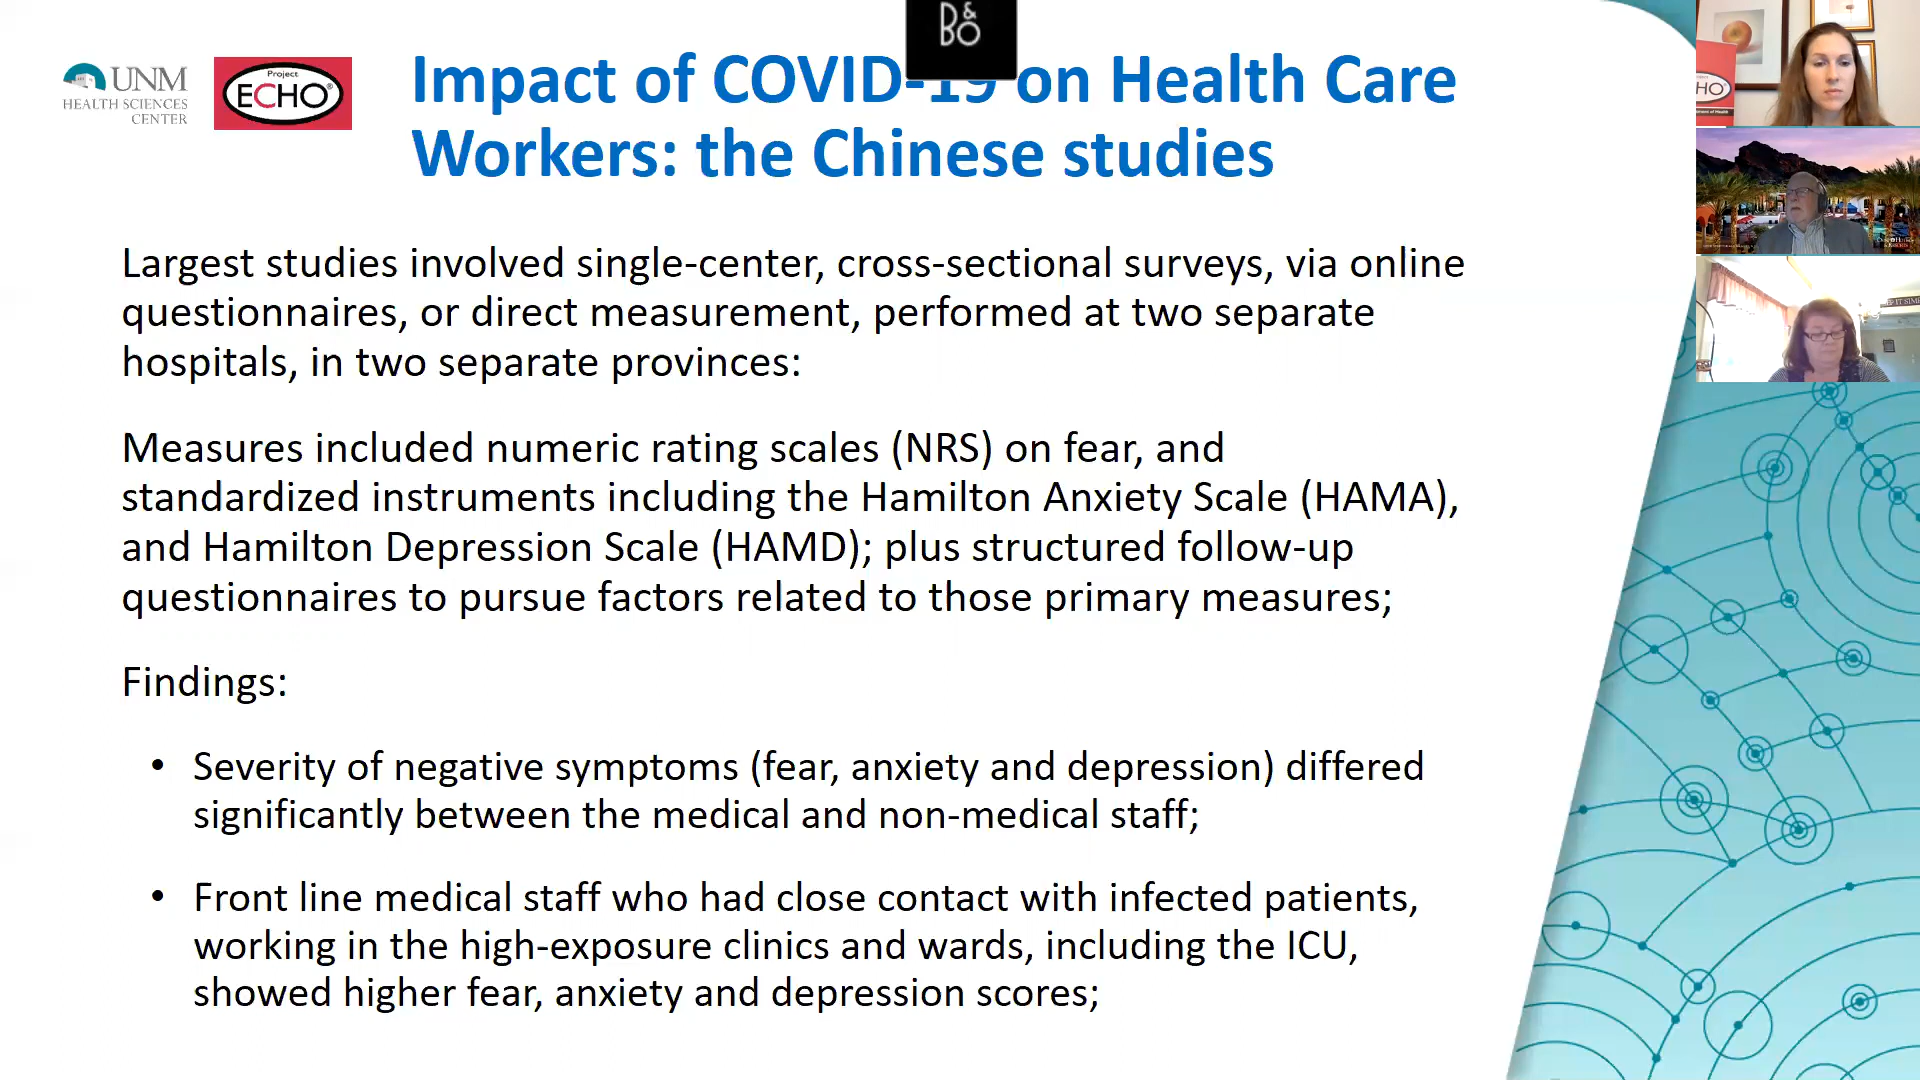 B&O
UNM
HEALTH SCIENCES
CENTER
Project
ECHO®
Impact of COVID-19 on Health Care
Workers: the Chinese studies
Largest studies involved single-center, cross-sectional surveys, via online
questionnaires, or direct measurement, performed at two separate
hospitals, in two separate provinces:
Measures included numeric rating scales (NRS) on fear, and
standardized instruments including the Hamilton Anxiety Scale (HAMA),
and Hamilton Depression Scale (HAMD); plus structured follow-up
questionnaires to pursue factors related to those primary measures;
Findings:
• Severity of negative symptoms (fear, anxiety and depression) differed
significantly between the medical and non-medical staff;
• Front line medical staff who had close contact with infected patients,
working in the high-exposure clinics and wards, including the ICU,
showed higher fear, anxiety and depression scores;
HO®